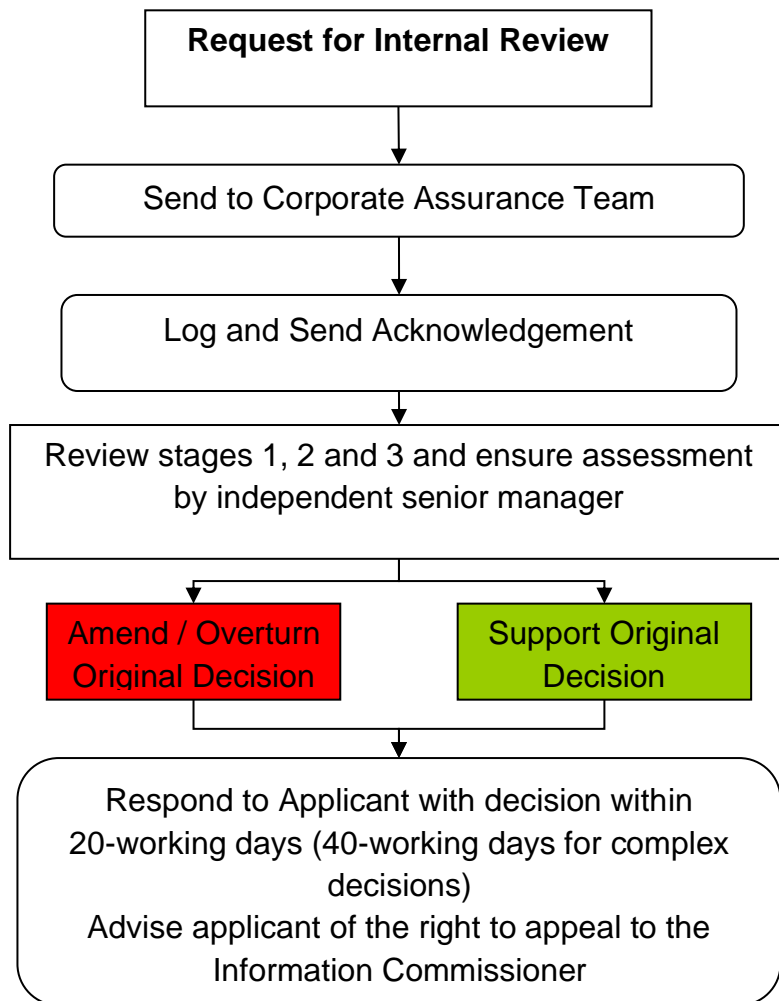 Request for Internal Review
Send to Corporate Assurance Team
Log and Send Acknowledgement
Review stages 1, 2 and 3 and ensure assessment
by independent senior manager
Amend / Overturn
Original Decision
Support Original
Decision
Respond to Applicant with decision within
20-working days (40-working days for complex
decisions)
Advise applicant of the right to appeal to the
Information Commissioner